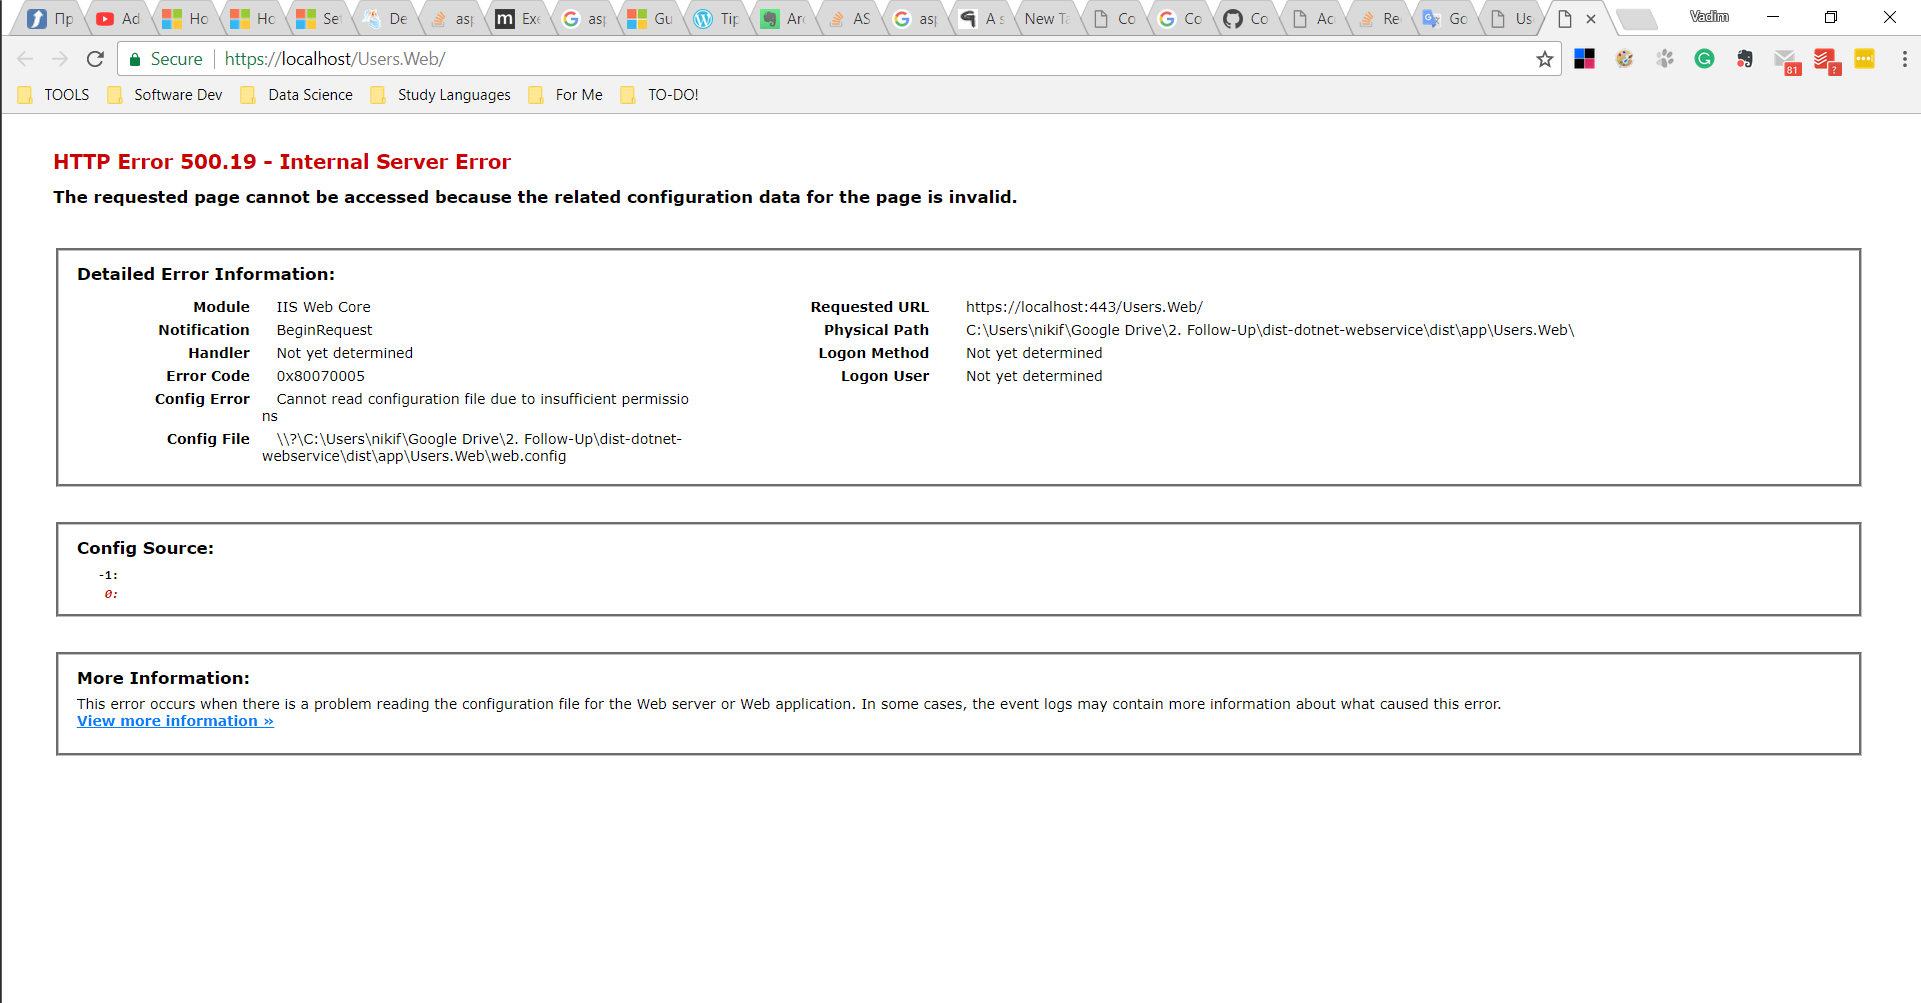 Пр Ad Ho Ho Se De asp Exe asp Gu Tip Arc AS asp A s New Ta Co Co Co Ac Re Go Us Vadim
Secure https://localhost/Users.Web/ 81 ?
TOOLS Software Dev Data Science Study Languages For Me TO-DO!
HTTP Error 500.19 - Internal Server Error
The requested page cannot be accessed because the related configuration data for the page is invalid.
Detailed Error Information:
Module IIS Web Core Requested URL https://localhost:443/Users.Web/
Notification BeginRequest Physical Path C:\Users\nikif\Google Drive\2. Follow-Up\dist-dotnet-webservice\dist\app\Users.Web\
Handler Not yet determined Logon Method Not yet determined
Error Code 0x80070005 Logon User Not yet determined
Config Error Cannot read configuration file due to insufficient permissio
ns
Config File \\?\C:\Users\nikif\Google Drive\2. Follow-Up\dist-dotnet-
webservice\dist\app\Users.Web\web.config
Config Source:
-1:
0:
More Information:
This error occurs when there is a problem reading the configuration file for the Web server or Web application. In some cases, the event logs may contain more information about what caused this error.
View more information »